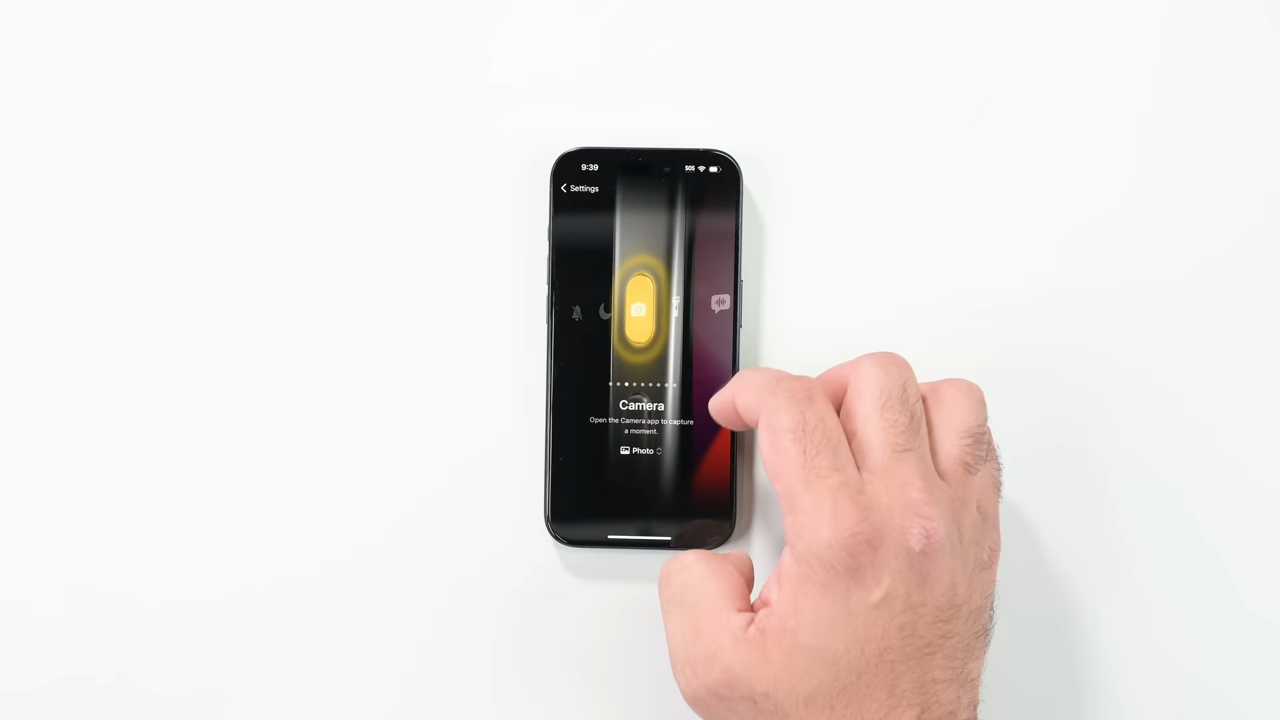 9:39
SOS
Settings
Camera
Open the Camera app to capture
a moment.
Photo